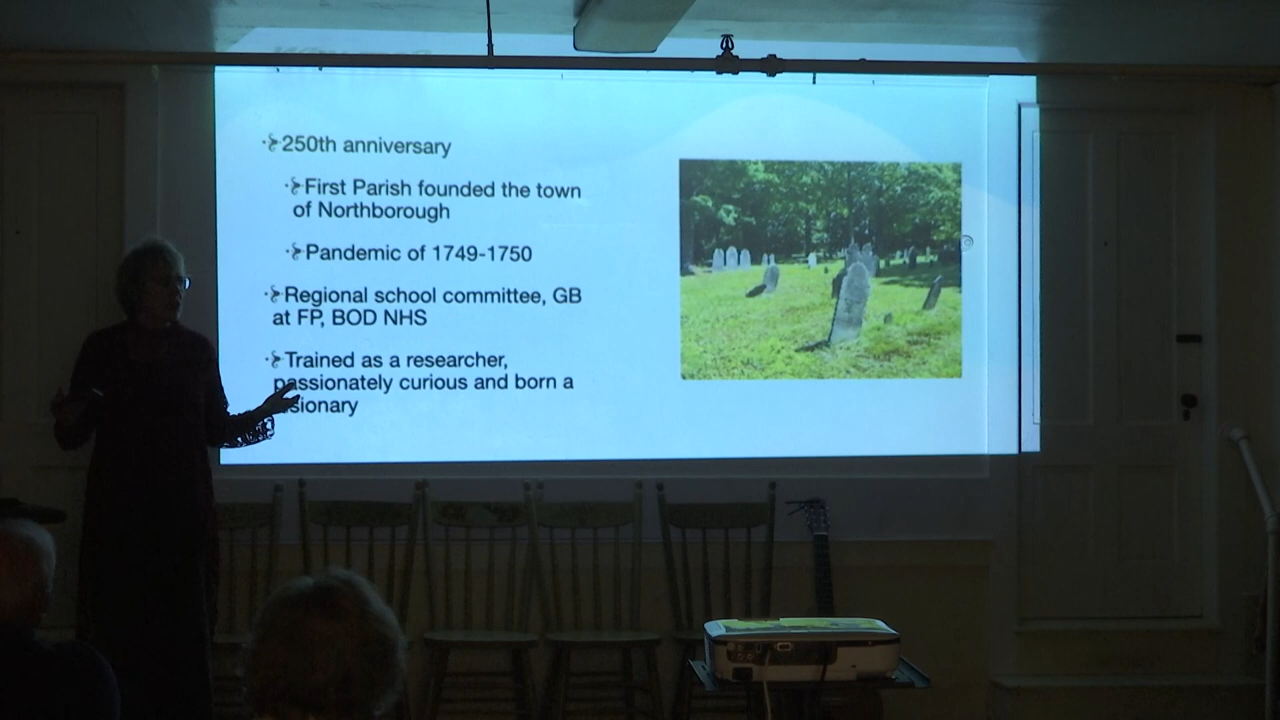 250th anniversary
First Parish founded the town
of Northborough
Pandemic of 1749-1750
Regional school committee, GB
at FP, BOD NHS
Trained as a researcher,
passionately curious and born a